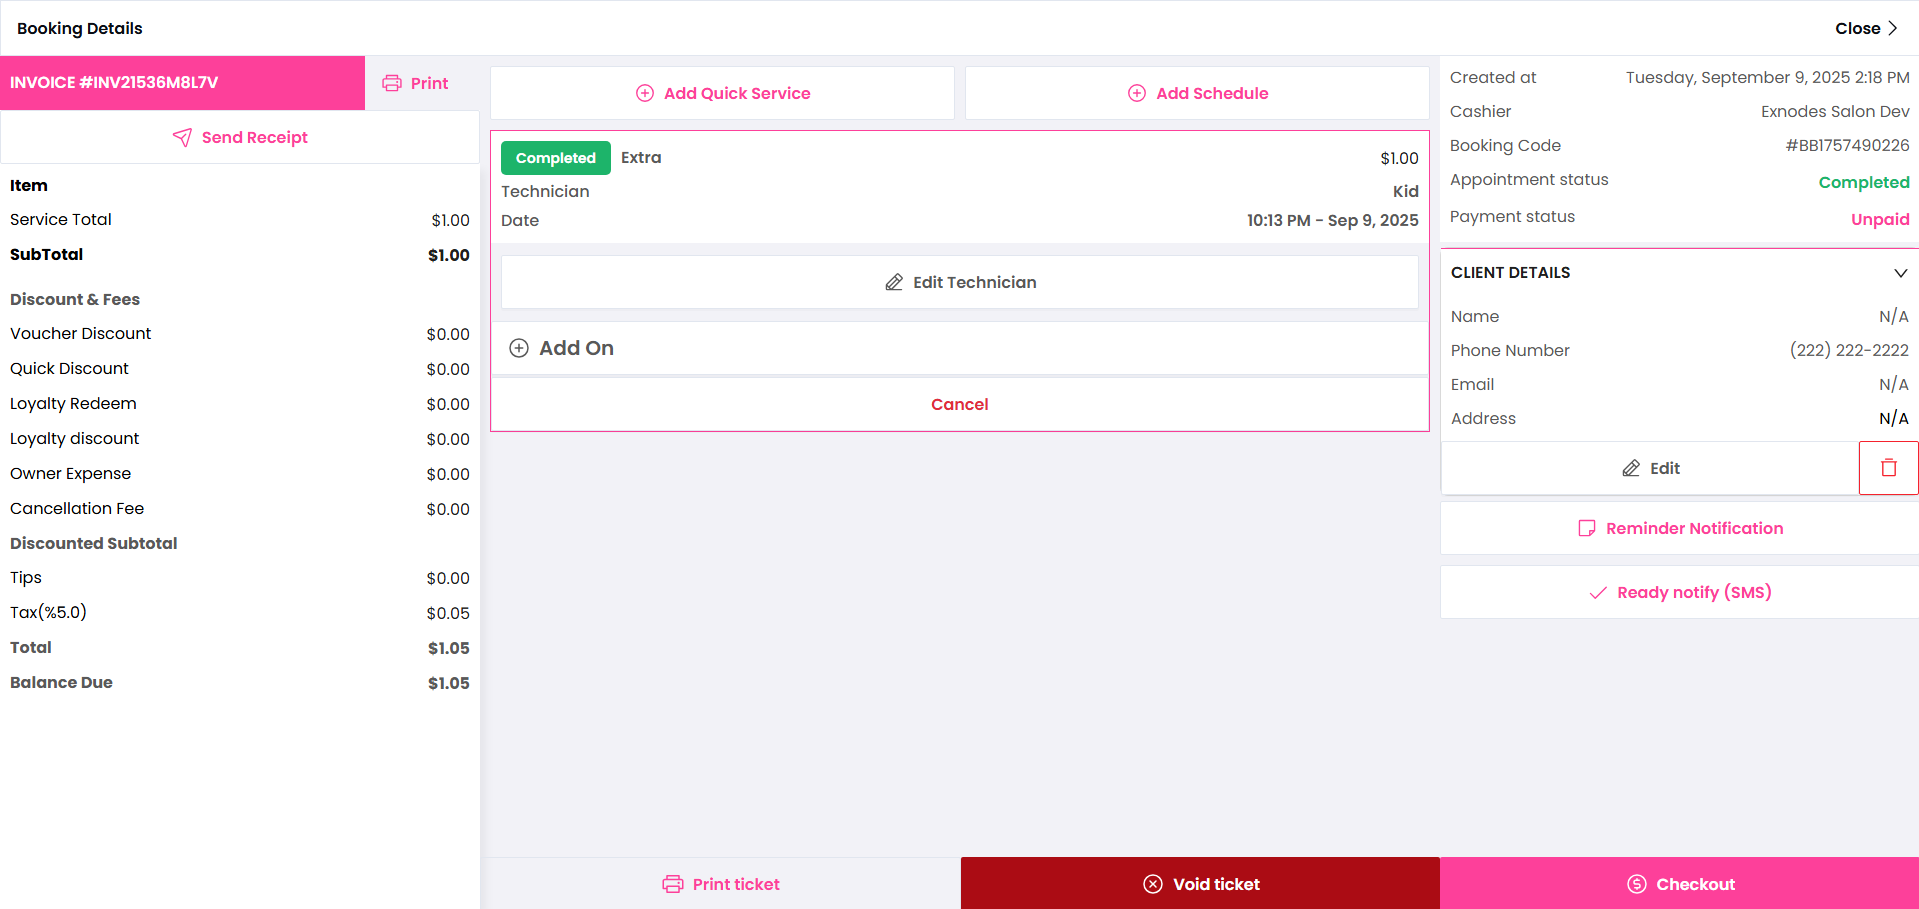 Booking Details
Close
INVOICE #INV21536M8L7V
Print
Send Receipt
Item
Service Total $1.00
SubTotal $1.00
Discount & Fees
Voucher Discount $0.00
Quick Discount $0.00
Loyalty Redeem $0.00
Loyalty discount $0.00
Owner Expense $0.00
Cancellation Fee $0.00
Discounted Subtotal
Tips $0.00
Tax(%5.0) $0.05
Total $1.05
Balance Due $1.05
Add Quick Service
Add Schedule
Completed Extra $1.00
Technician Kid
Date 10:13 PM - Sep 9, 2025
Edit Technician
Add On
Cancel
Created at Tuesday, September 9, 2025 2:18 PM
Cashier Exnodes Salon Dev
Booking Code #BB1757490226
Appointment status Completed
Payment status Unpaid
CLIENT DETAILS
Name N/A
Phone Number (222) 222-2222
Email N/A
Address N/A
Edit
Reminder Notification
Ready notify (SMS)
Print ticket
Void ticket
Checkout